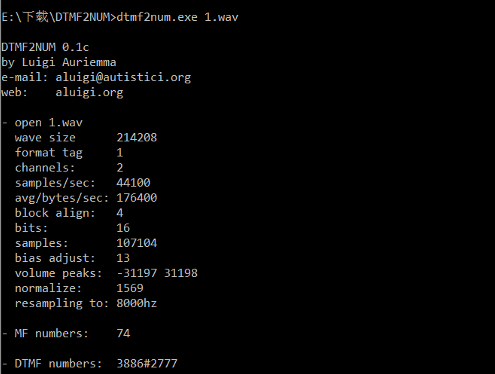 E:\下载\DTMF2NUM>dtmf2num.exe 1.wav
DTMF2NUM 0.1c
by Luigi Auriemma
e-mail: aluigi@autistici.org
web:    aluigi.org
- open 1.wav
  wave size      214208
  format tag     1
  channels:      2
  samples/sec:   44100
  avg/bytes/sec: 176400
  block align:   4
  bits:          16
  samples:       107104
  bias adjust:   13
  volume peaks:  -31197 31198
  normalize:     1569
  resampling to: 8000hz
- MF numbers:    74
- DTMF numbers:  3886#2777